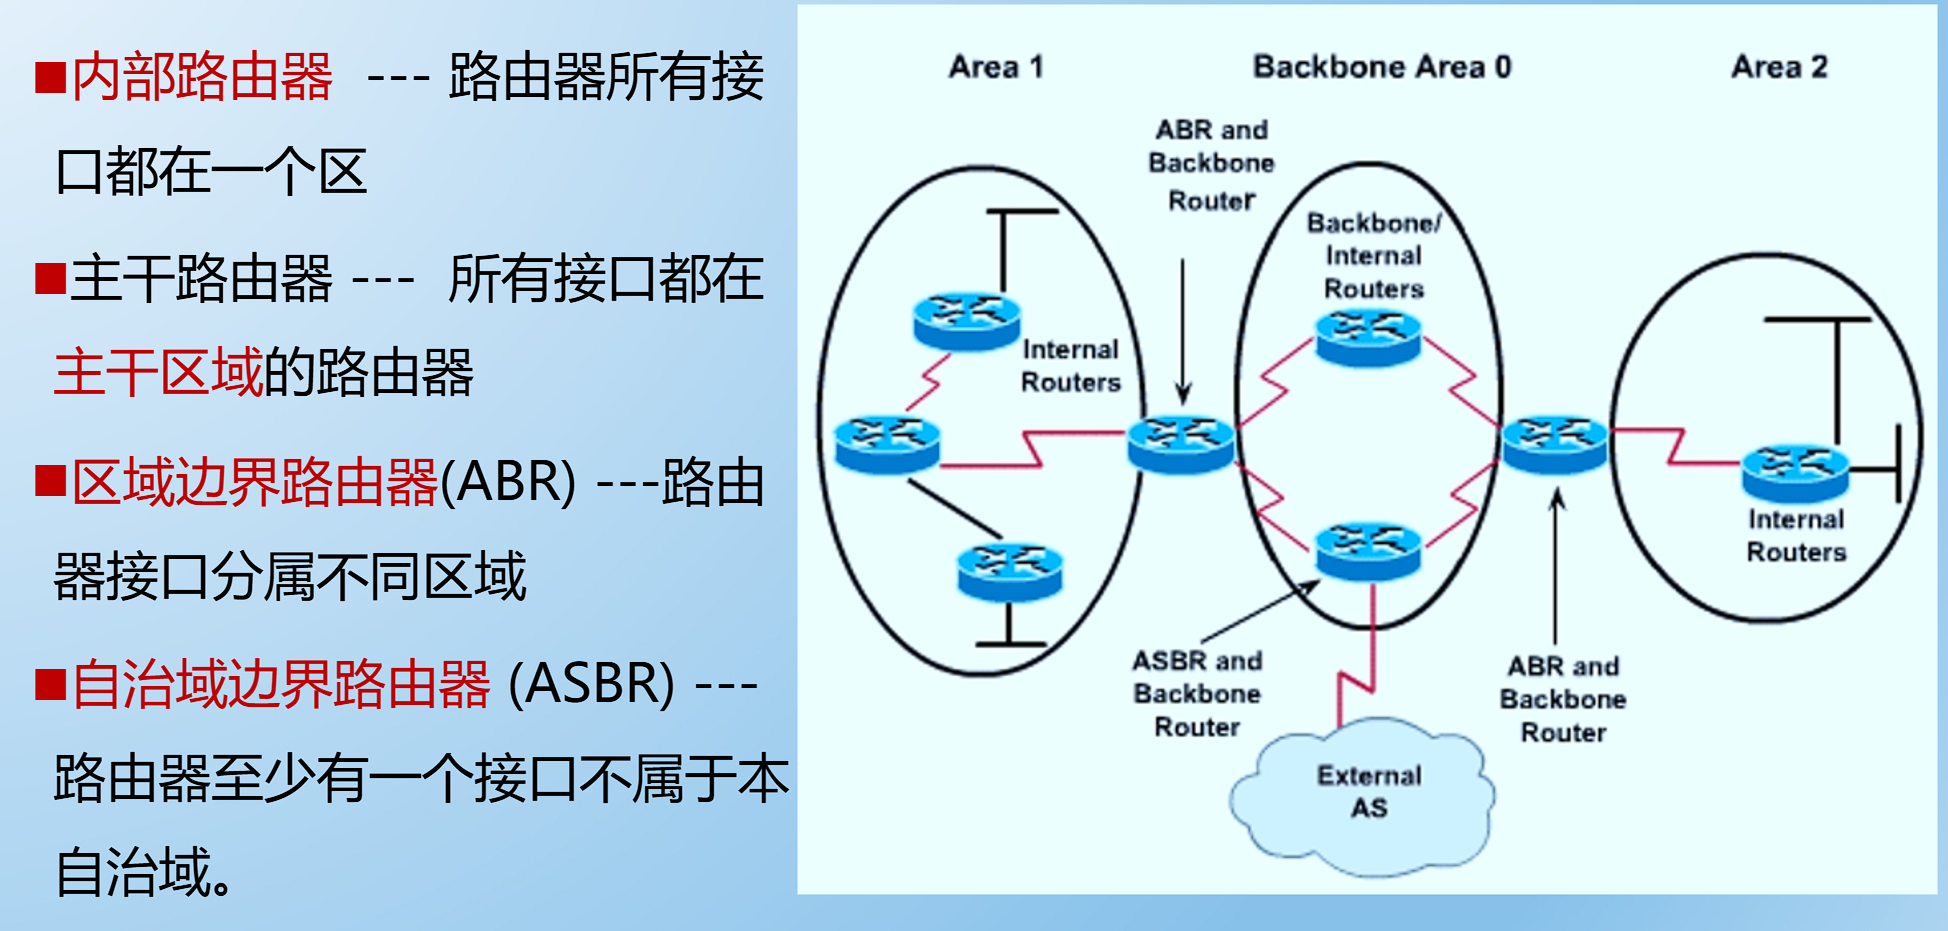 ■内部路由器 --- 路由器所有接
口都在一个区
■主干路由器 --- 所有接口都在
主干区域的路由器
■区域边界路由器(ABR) ---路由
器接口分属不同区域
■自治域边界路由器 (ASBR) ---
路由器至少有一个接口不属于本
自治域。
Area 1
Backbone Area 0
Area 2
ABR and
Backbone
Router
Backbone/
Internal
Routers
Internal
Routers
Internal
Routers
ASBR and
Backbone
Router
ABR and
Backbone
Router
External
AS